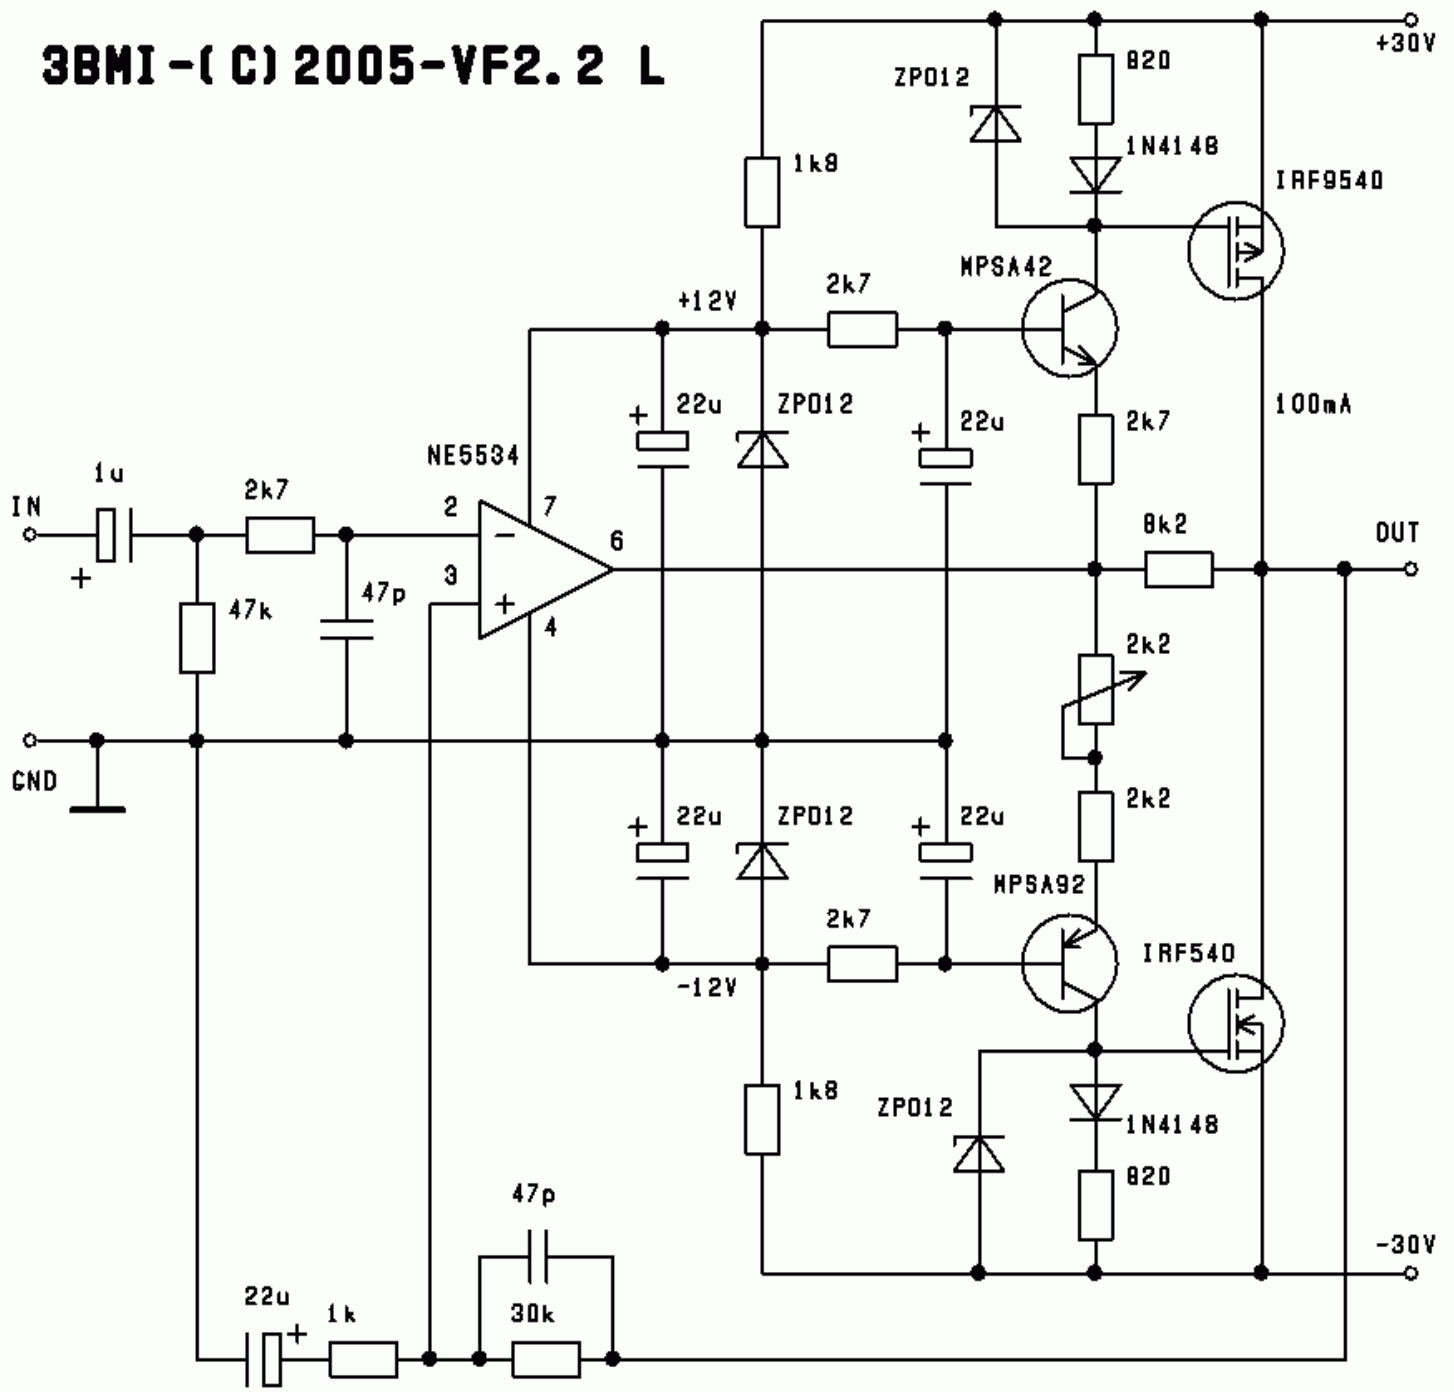 3BMI-(C)2005-VF2.2 L
+30V
820
ZPD12
1N4148
1k8
IRF9540
MPSA42
2k7
+12V
100mA
22u
ZPD12
22u
2k7
NE5534
1u
2k7
IN
2
7
6
8k2
OUT
3
47k
47p
4
2k2
GND
2k2
22u
ZPD12
22u
MPSA92
2k7
IRF540
-12V
1k8
ZPD12
1N4148
820
47p
-30V
22u
1k
30k